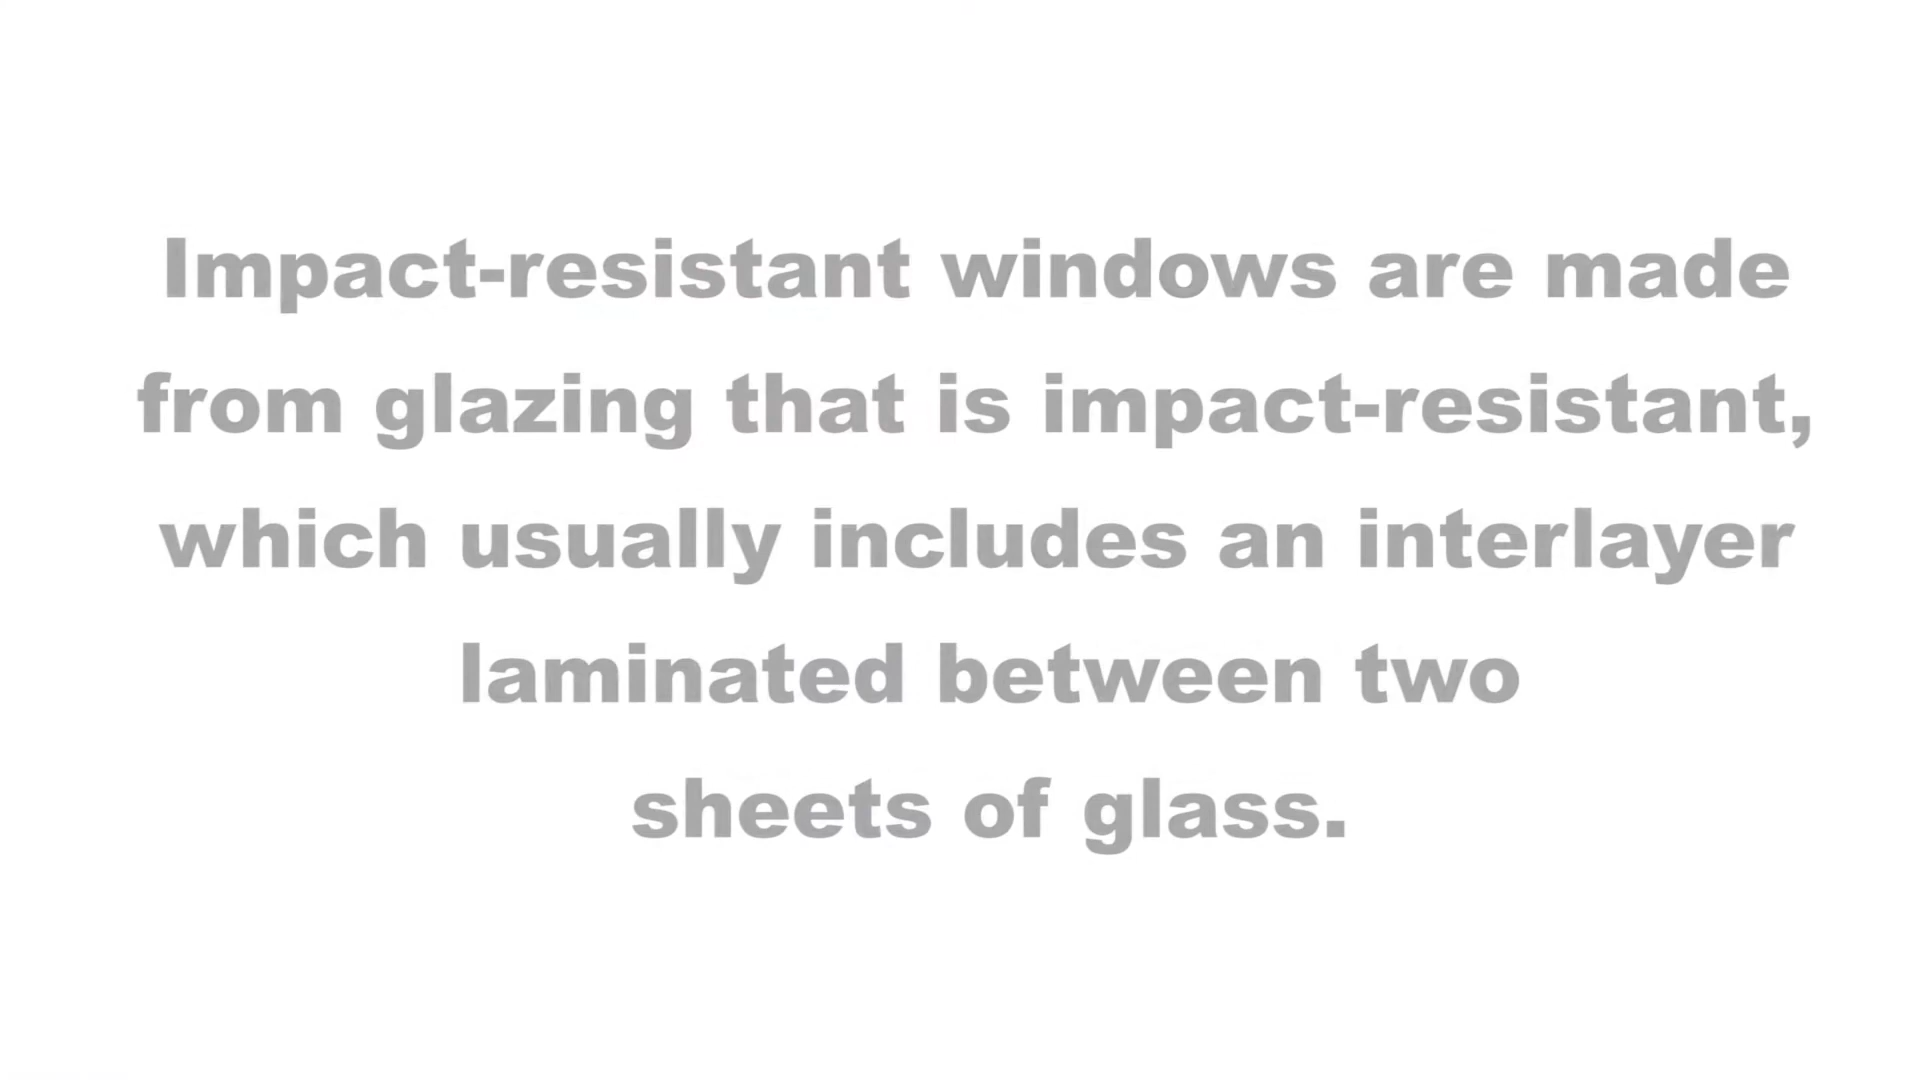 Impact-resistant windows are made
from glazing that is impact-resistant,
which usually includes an interlayer
laminated between two
sheets of glass.